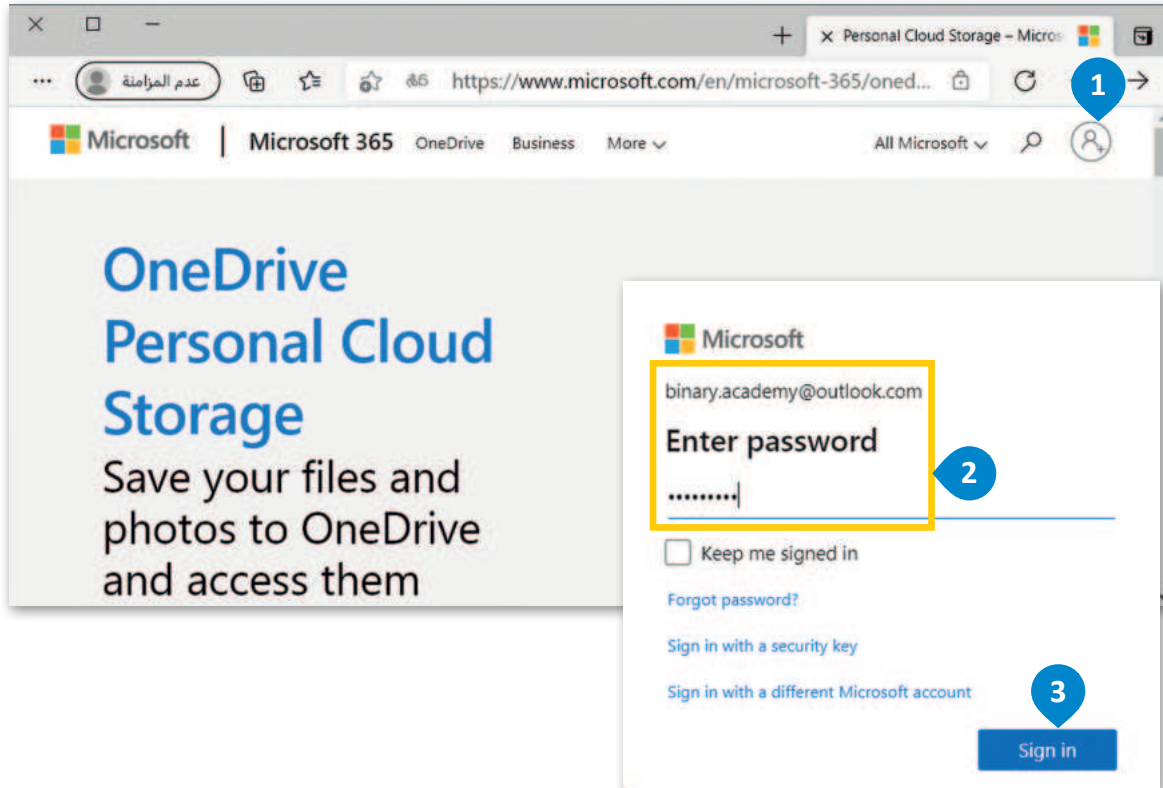 Personal Cloud Storage – Micros
عدم المزامنة
https://www.microsoft.com/en/microsoft-365/oned...
1
Microsoft | Microsoft 365 OneDrive Business More All Microsoft
OneDrive
Personal Cloud
Storage
Save your files and
photos to OneDrive
and access them
Microsoft
binary.academy@outlook.com
Enter password
•••••••••
2
Keep me signed in
Forgot password?
Sign in with a security key
Sign in with a different Microsoft account
3
Sign in